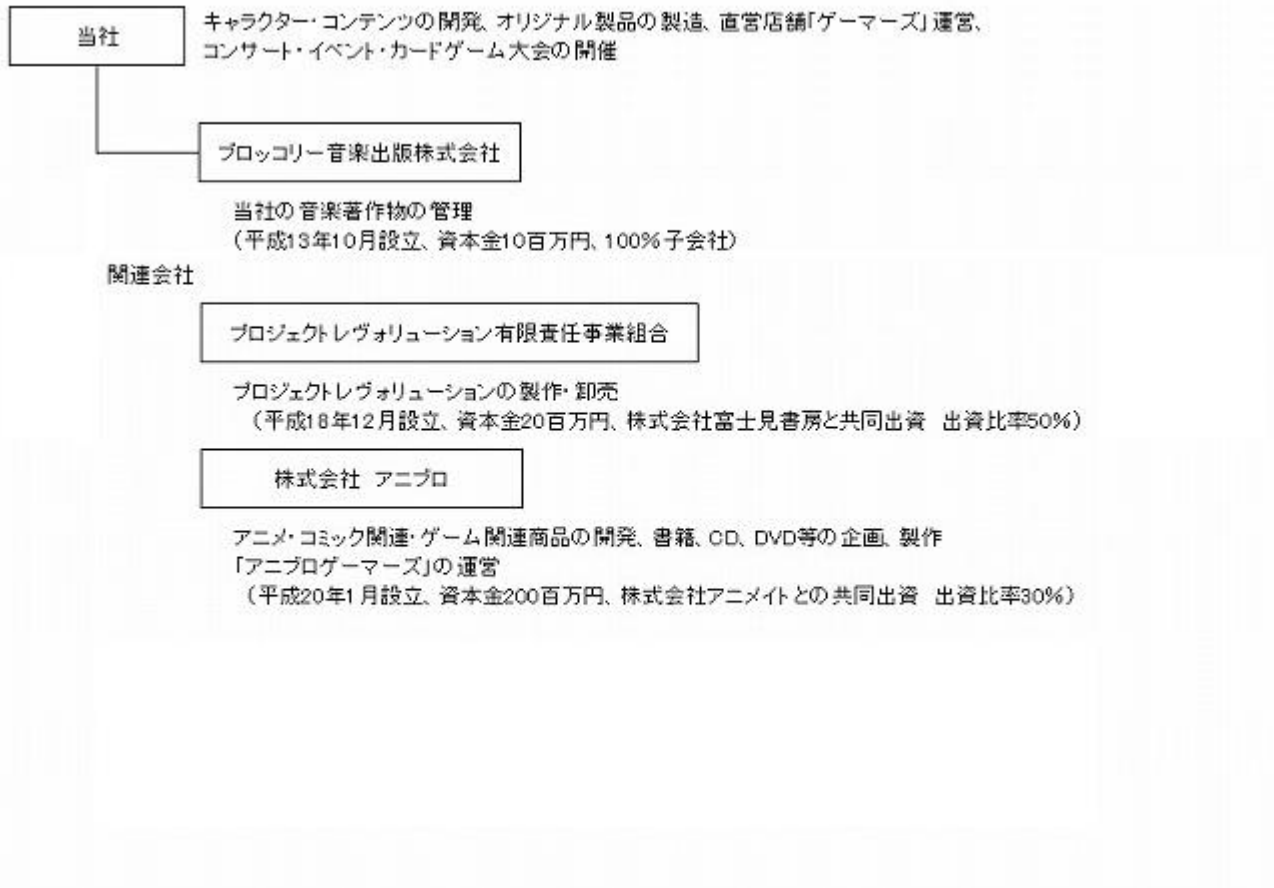 当社
キャラクター・コンテンツの開発、オリジナル製品の製造、直営店舗「ゲーマーズ」運営、
コンサート・イベント・カードゲーム大会の開催
ブロッコリー音楽出版株式会社
当社の音楽著作物の管理
（平成13年10月設立、資本金10百万円、100%子会社）
関連会社
プロジェクトレヴォリューション有限責任事業組合
プロジェクトレヴォリューションの製作・卸売
（平成18年12月設立、資本金20百万円、株式会社富士見書房と共同出資　出資比率50%）
株式会社 アニブロ
アニメ・コミック関連・ゲーム関連商品の開発、書籍、CD、DVD等の企画、製作
「アニブロゲーマーズ」の運営
（平成20年1月設立、資本金200百万円、株式会社アニメイトとの共同出資　出資比率30%）